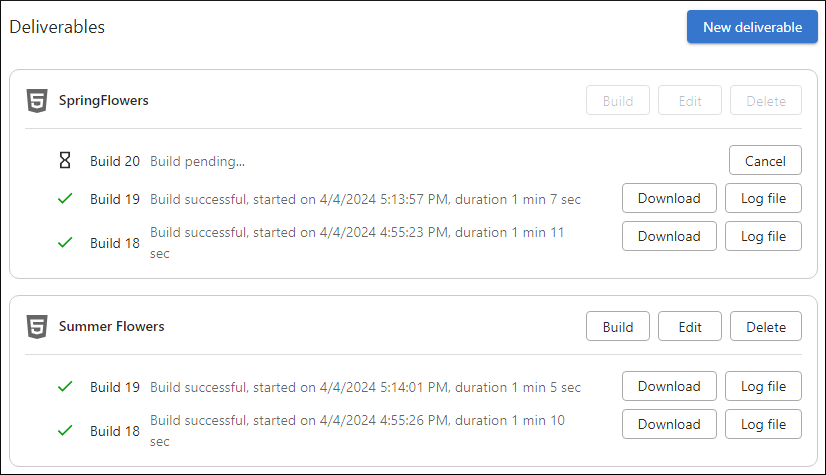 Deliverables
New deliverable
5
SpringFlowers
Build
Edit
Delete
Build 20 Build pending...
Cancel
Build 19 Build successful, started on 4/4/2024 5:13:57 PM, duration 1 min 7 sec
Download
Log file
Build 18 Build successful, started on 4/4/2024 4:55:23 PM, duration 1 min 11
sec
Download
Log file
5
Summer Flowers
Build
Edit
Delete
Build 19 Build successful, started on 4/4/2024 5:14:01 PM, duration 1 min 5 sec
Download
Log file
Build 18 Build successful, started on 4/4/2024 4:55:26 PM, duration 1 min 10
sec
Download
Log file